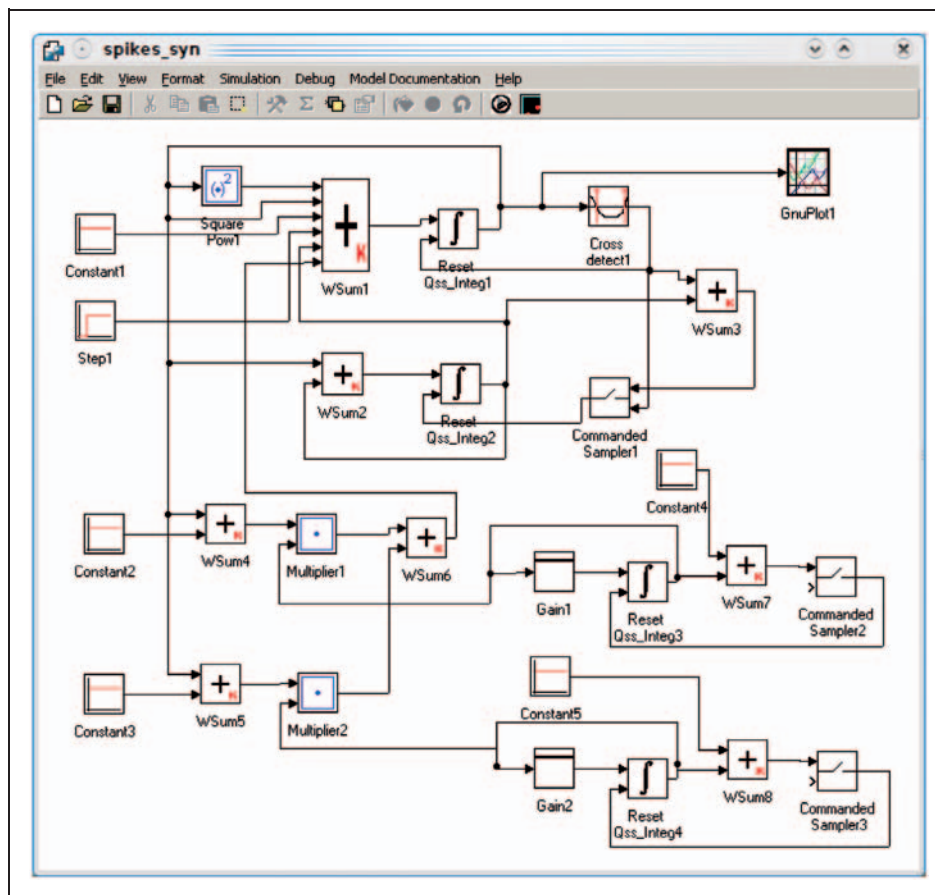 spikes_syn
File Edit View Format Simulation Debug Model Documentation Help
(•)²
Square
Pow1
Constant1
Step1
+
K
WSum1
∫
Reset
Qss_Integ1
Cross
detect1
GnuPlot1
+
K
WSum3
+
K
WSum2
∫
Reset
Qss_Integ2
Commanded
Sampler1
Constant4
Constant2
+
K
WSum4
Multiplier1
+
K
WSum6
Gain1
∫
Reset
Qss_Integ3
+
K
WSum7
Commanded
Sampler2
Constant3
+
K
WSum5
Multiplier2
Constant5
Gain2
∫
Reset
Qss_Integ4
+
K
WSum8
Commanded
Sampler3